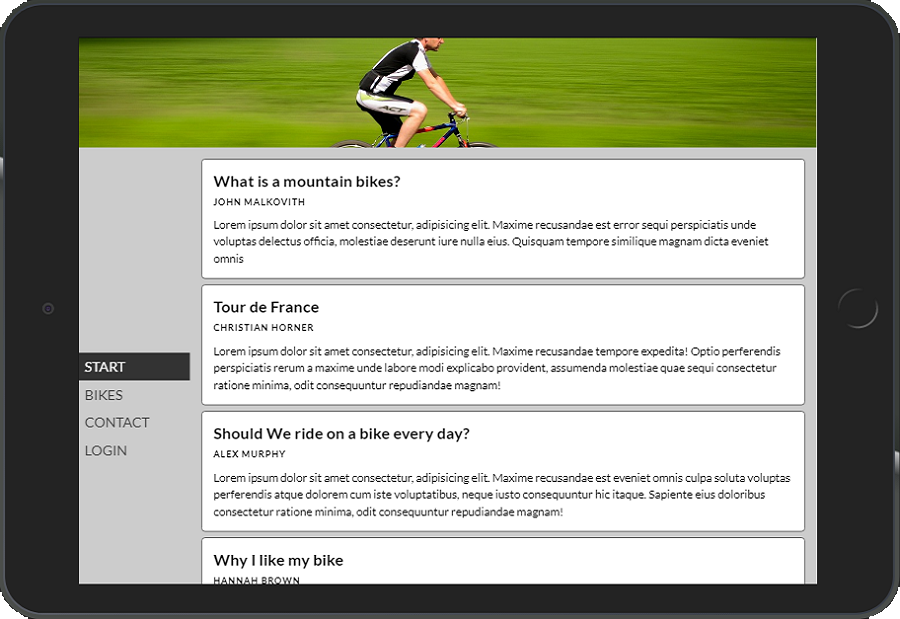 ACT
What is a mountain bikes?
JOHN MALKOVITH
Lorem ipsum dolor sit amet consectetur, adipisicing elit. Maxime recusandae est error sequi perspiciatis unde
voluptas delectus officia, molestiae deserunt iure nulla eius. Quisquam tempore similique magnam dicta eveniet
omnis
Tour de France
CHRISTIAN HORNER
Lorem ipsum dolor sit amet consectetur, adipisicing elit. Maxime recusandae tempore expedita! Optio perferendis
perspiciatis rerum a maxime unde labore modi explicabo provident, assumenda molestiae quae sequi consectetur
ratione minima, odit consequuntur repudiandae magnam!
START
BIKES
CONTACT
LOGIN
Should We ride on a bike every day?
ALEX MURPHY
Lorem ipsum dolor sit amet consectetur, adipisicing elit. Maxime recusandae est eveniet omnis culpa soluta voluptas
perferendis atque dolorem cum iste voluptatibus, neque iusto consequuntur hic itaque. Sapiente eius doloribus
consectetur ratione minima, odit consequuntur repudiandae magnam!
Why I like my bike
HANNAH BROWN